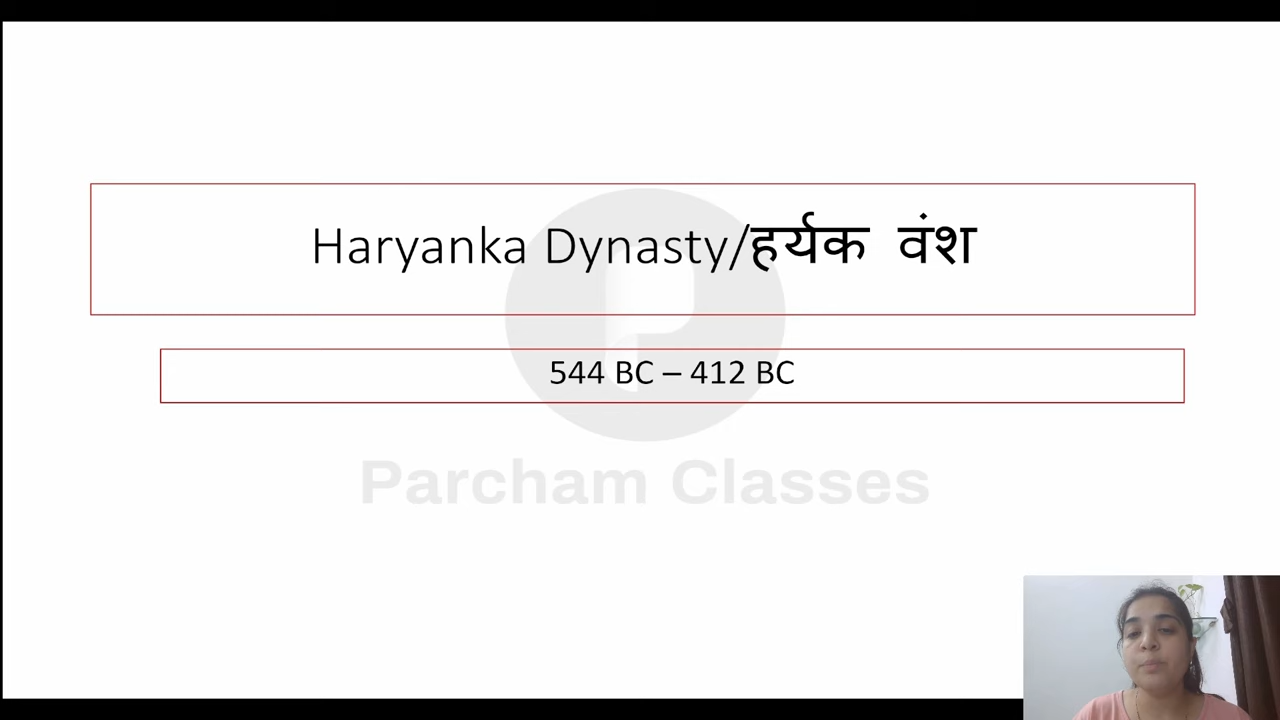 Haryanka Dynasty/हर्यक वंश
544 BC – 412 BC
Parcham Classes